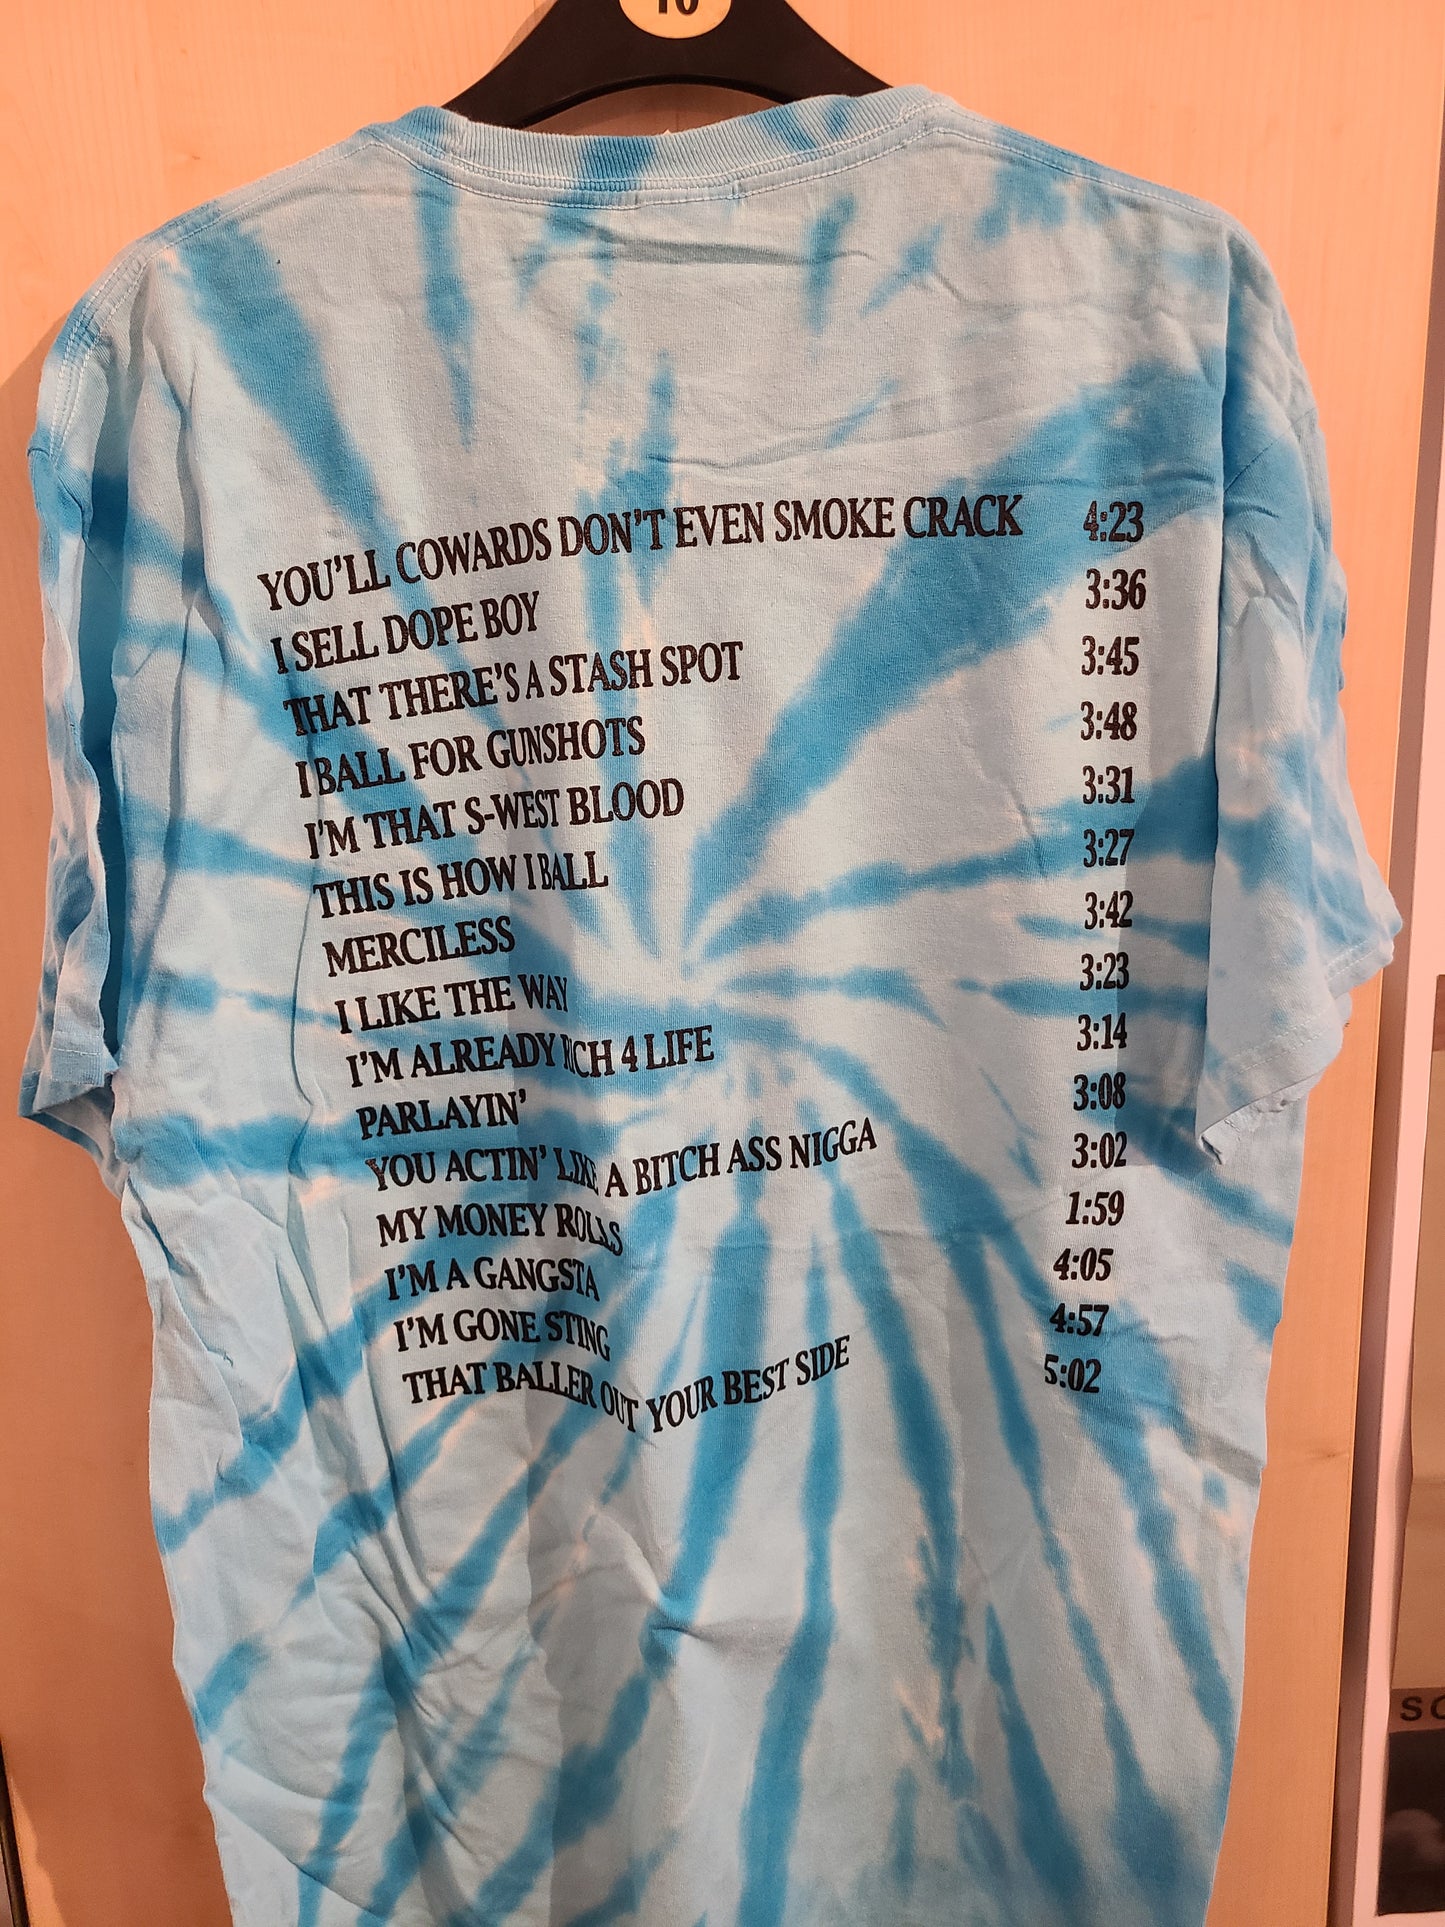 10
YOU'LL COWARDS DON'T EVEN SMOKE CRACK 4:23
I SELL DOPE BOY 3:36
THAT THERE'S A STASH SPOT 3:45
I BALL FOR GUNSHOTS 3:48
I'M THAT S-WEST BLOOD 3:31
THIS IS HOW I BALL 3:27
MERCILESS 3:42
I LIKE THE WAY 3:23
I'M ALREADY RICH 4 LIFE 3:14
PARLAYIN' 3:08
YOU ACTIN' LIKE A BITCH ASS NIGGA 3:02
MY MONEY ROLLS 1:59
I'M A GANGSTA 4:05
I'M GONE STING 4:57
THAT BALLER OUT YOUR BEST SIDE 5:02